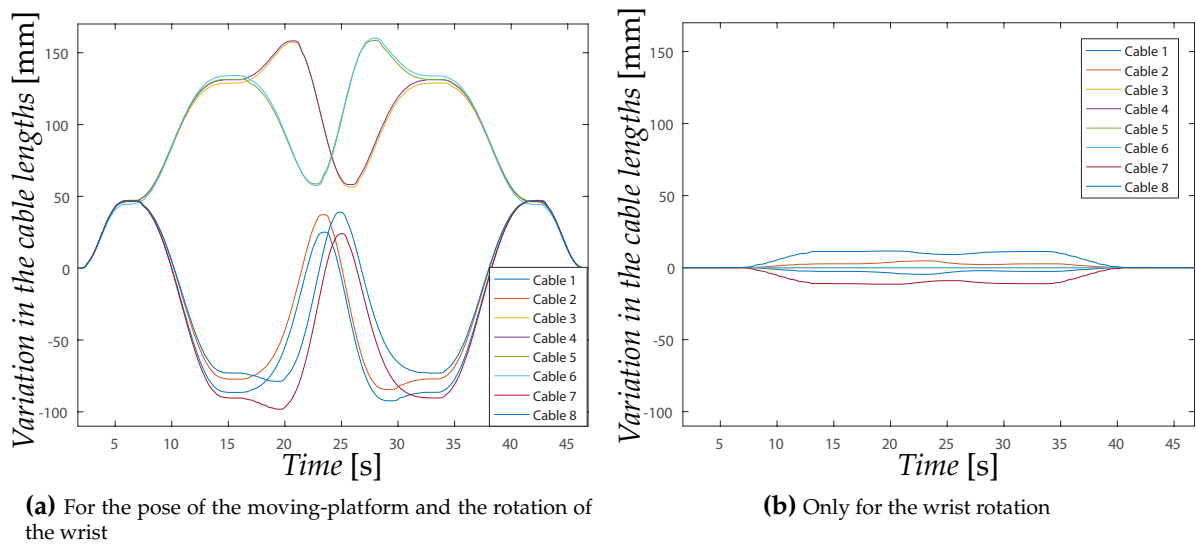 Variation in the cable lengths [mm]
150
100
50
0
-50
-100
5 10 15 20 25 30 35 40 45
Time [s]
Cable 1
Cable 2
Cable 3
Cable 4
Cable 5
Cable 6
Cable 7
Cable 8
(a) For the pose of the moving-platform and the rotation of
the wrist
Variation in the cable lengths [mm]
150
100
50
0
-50
-100
5 10 15 20 25 30 35 40 45
Time [s]
Cable 1
Cable 2
Cable 3
Cable 4
Cable 5
Cable 6
Cable 7
Cable 8
(b) Only for the wrist rotation